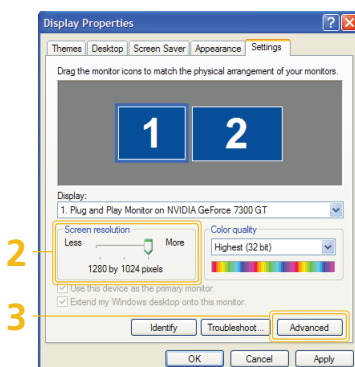 Display Properties
Themes Desktop Screen Saver Appearance Settings
Drag the monitor icons to match the physical arrangement of your monitors.
1 2
Display:
1. Plug and Play Monitor on NVIDIA GeForce 7300 GT
Screen resolution
Less More
1280 by 1024 pixels
Color quality
Highest (32 bit)
2
Use this device as the primary monitor.
Extend my Windows desktop onto this monitor.
3
Identify Troubleshoot... Advanced
OK Cancel Apply